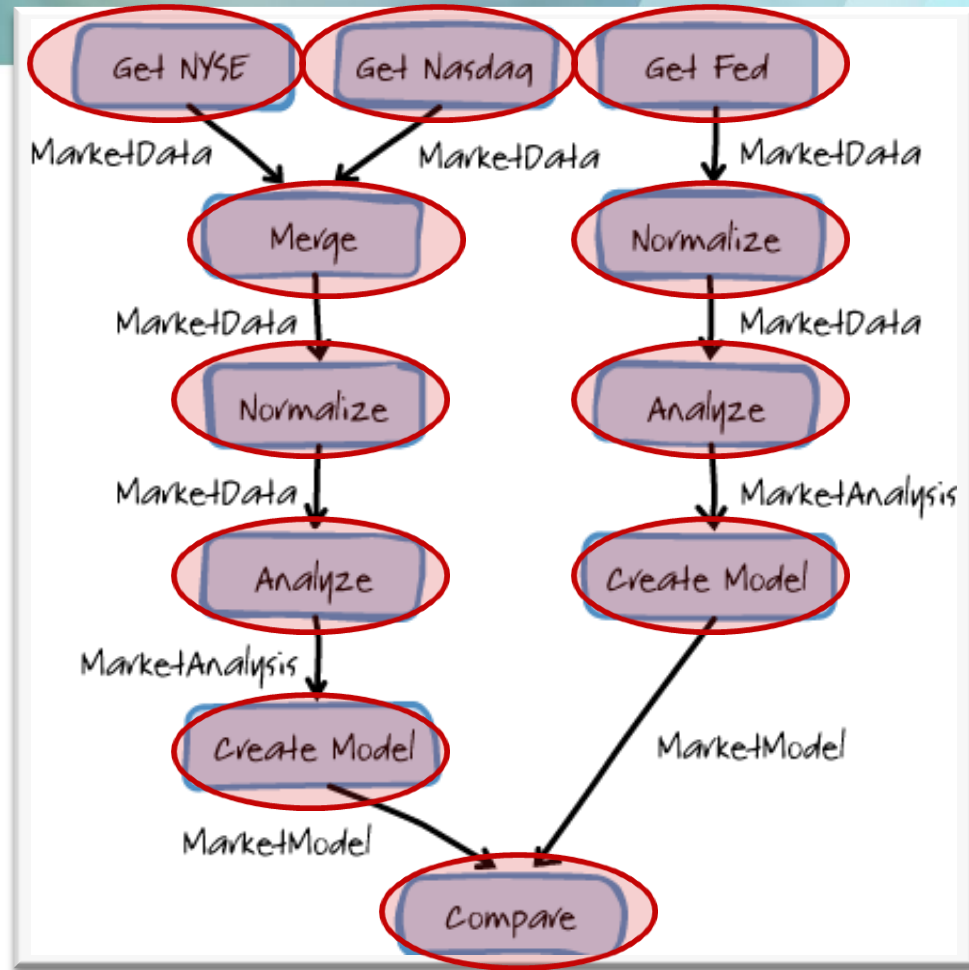 Get NYSE
Get Nasdaq
Get Fed
MarketData
MarketData
MarketData
Merge
Normalize
MarketData
MarketData
Normalize
Analyze
MarketData
MarketAnalysis
Analyze
Create Model
MarketAnalysis
Create Model
MarketModel
MarketModel
Compare